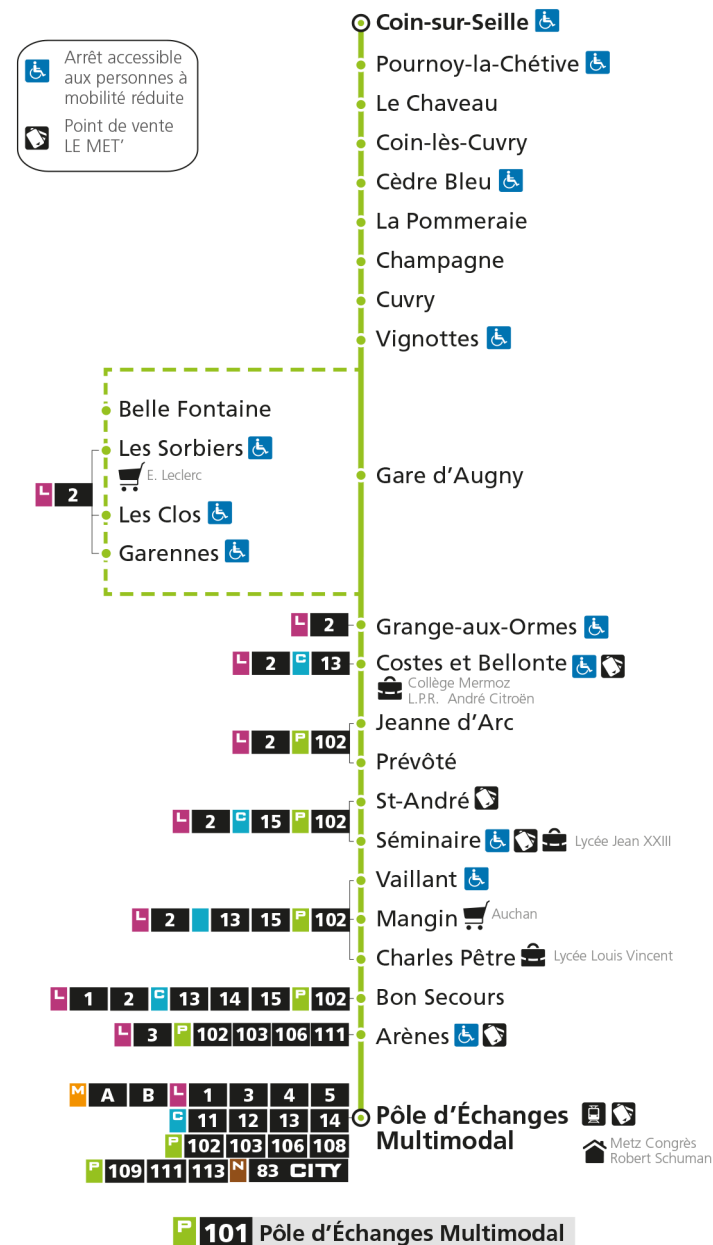 Coin-sur-Seille
Arrêt accessible
aux personnes à
mobilité réduite
Point de vente
LE MET'
Pournoy-la-Chétive
Le Chaveau
Coin-lès-Cuvry
Cèdre Bleu
La Pommeraie
Champagne
Cuvry
Vignottes
Belle Fontaine
Les Sorbiers
E. Leclerc
L 2
Les Clos
Garennes
Gare d'Augny
L 2 Grange-aux-Ormes
L 2 C 13 Costes et Bellonte
Collège Mermoz
L.P.R. André Citroën
Jeanne d'Arc
L 2 P 102
Prévôté
St-André
L 2 C 15 P 102
Séminaire Lycée Jean XXIII
Vaillant
L 2 13 15 P 102 Mangin Auchan
Charles Pêtre Lycée Louis Vincent
L 1 2 C 13 14 15 P 102 Bon Secours
L 3 P 102 103 106 111 Arènes
M A B L 1 3 4 5
C 11 12 13 14
P 102 103 106 108
P 109 111 113 N 83 CITY
Pôle d'Échanges
Multimodal
Metz Congrès
Robert Schuman
P 101 Pôle d'Échanges Multimodal